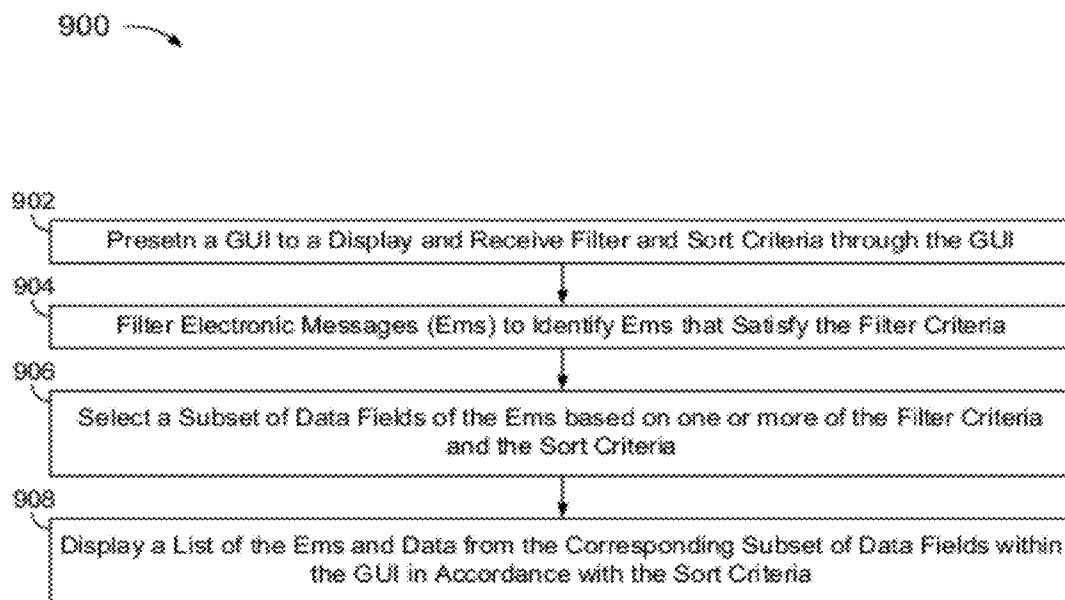 900
902
Presetn a GUI to a Display and Receive Filter and Sort Criteria through the GUI
904
Filter Electronic Messages (Ems) to Identify Ems that Satisfy the Filter Criteria
906
Select a Subset of Data Fields of the Ems based on one or more of the Filter Criteria
and the Sort Criteria
908
Display a List of the Ems and Data from the Corresponding Subset of Data Fields within
the GUI in Accordance with the Sort Criteria